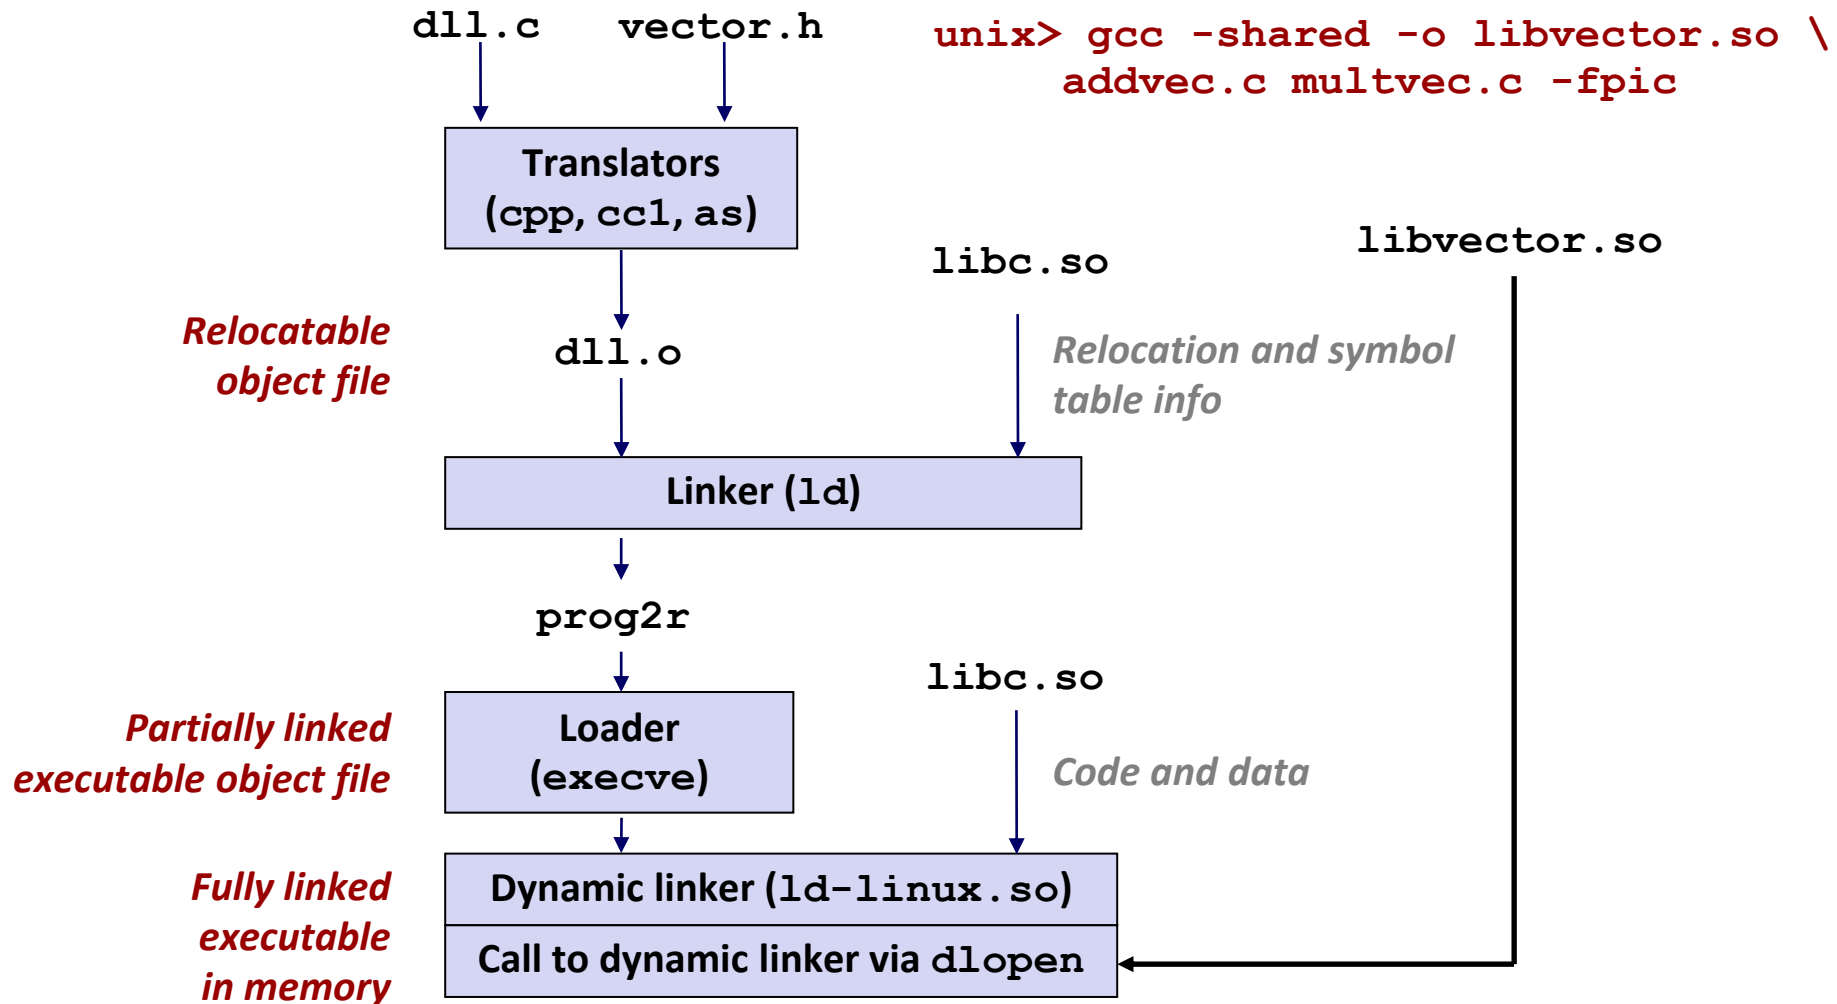 dll.c vector.h
unix> gcc -shared -o libvector.so \
addvec.c multvec.c -fpic
Translators
(cpp, cc1, as)
libc.so
libvector.so
Relocatable
object file
dll.o
Relocation and symbol
table info
Linker (ld)
prog2r
libc.so
Partially linked
executable object file
Loader
(execve)
Code and data
Fully linked
executable
in memory
Dynamic linker (ld-linux.so)
Call to dynamic linker via dlopen